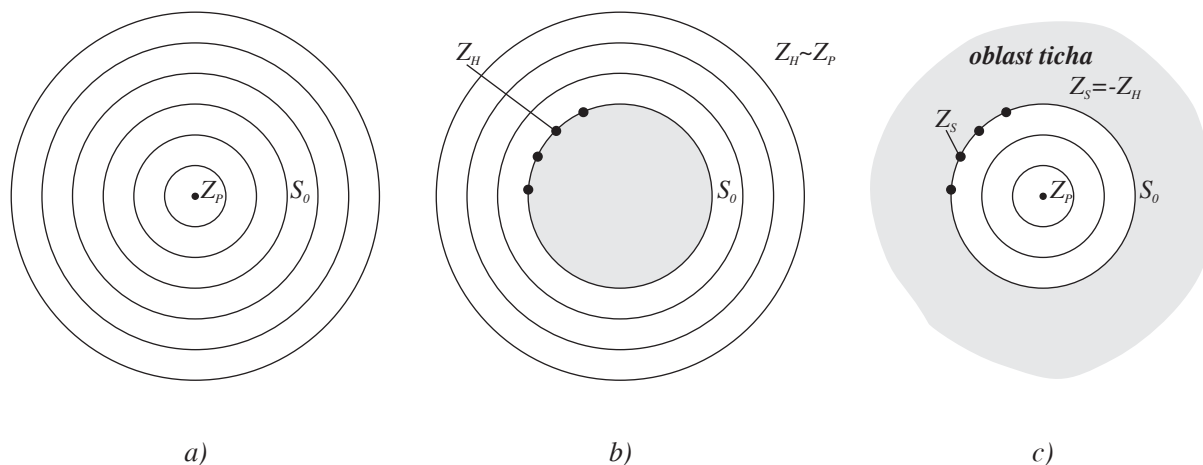 Z_P
S_0
a)
Z_H
Z_H~Z_P
S_0
b)
oblast ticha
Z_S=-Z_H
Z_S
Z_P
S_0
c)